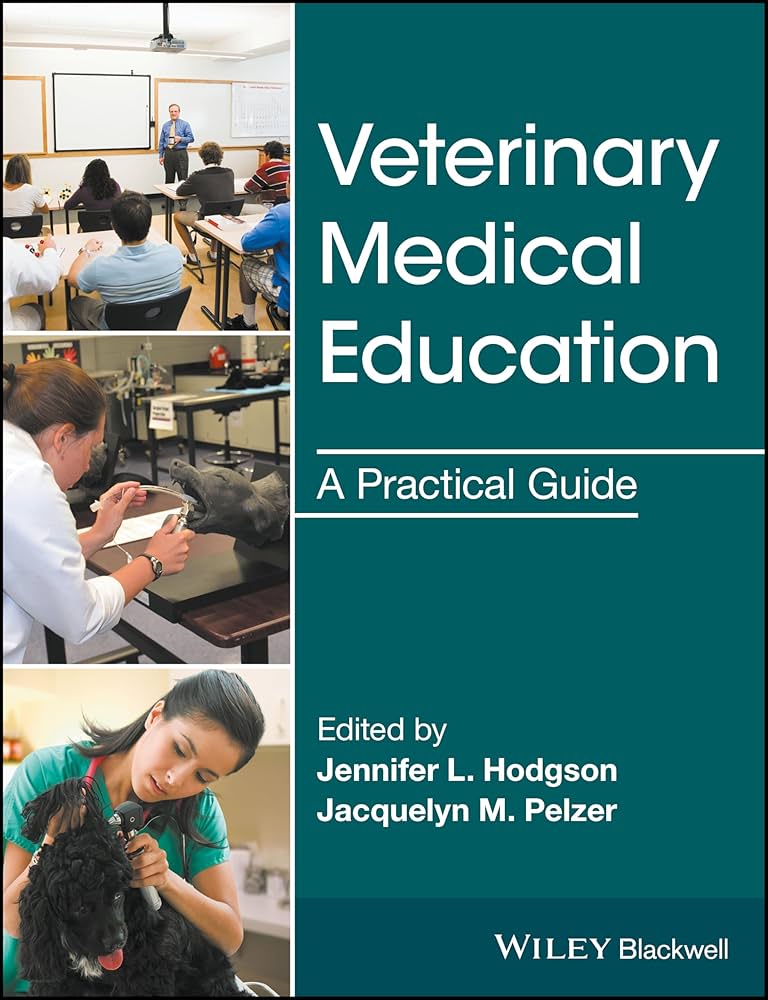 Veterinary
Medical
Education
A Practical Guide
Edited by
Jennifer L. Hodgson
Jacquelyn M. Pelzer
WILEY Blackwell